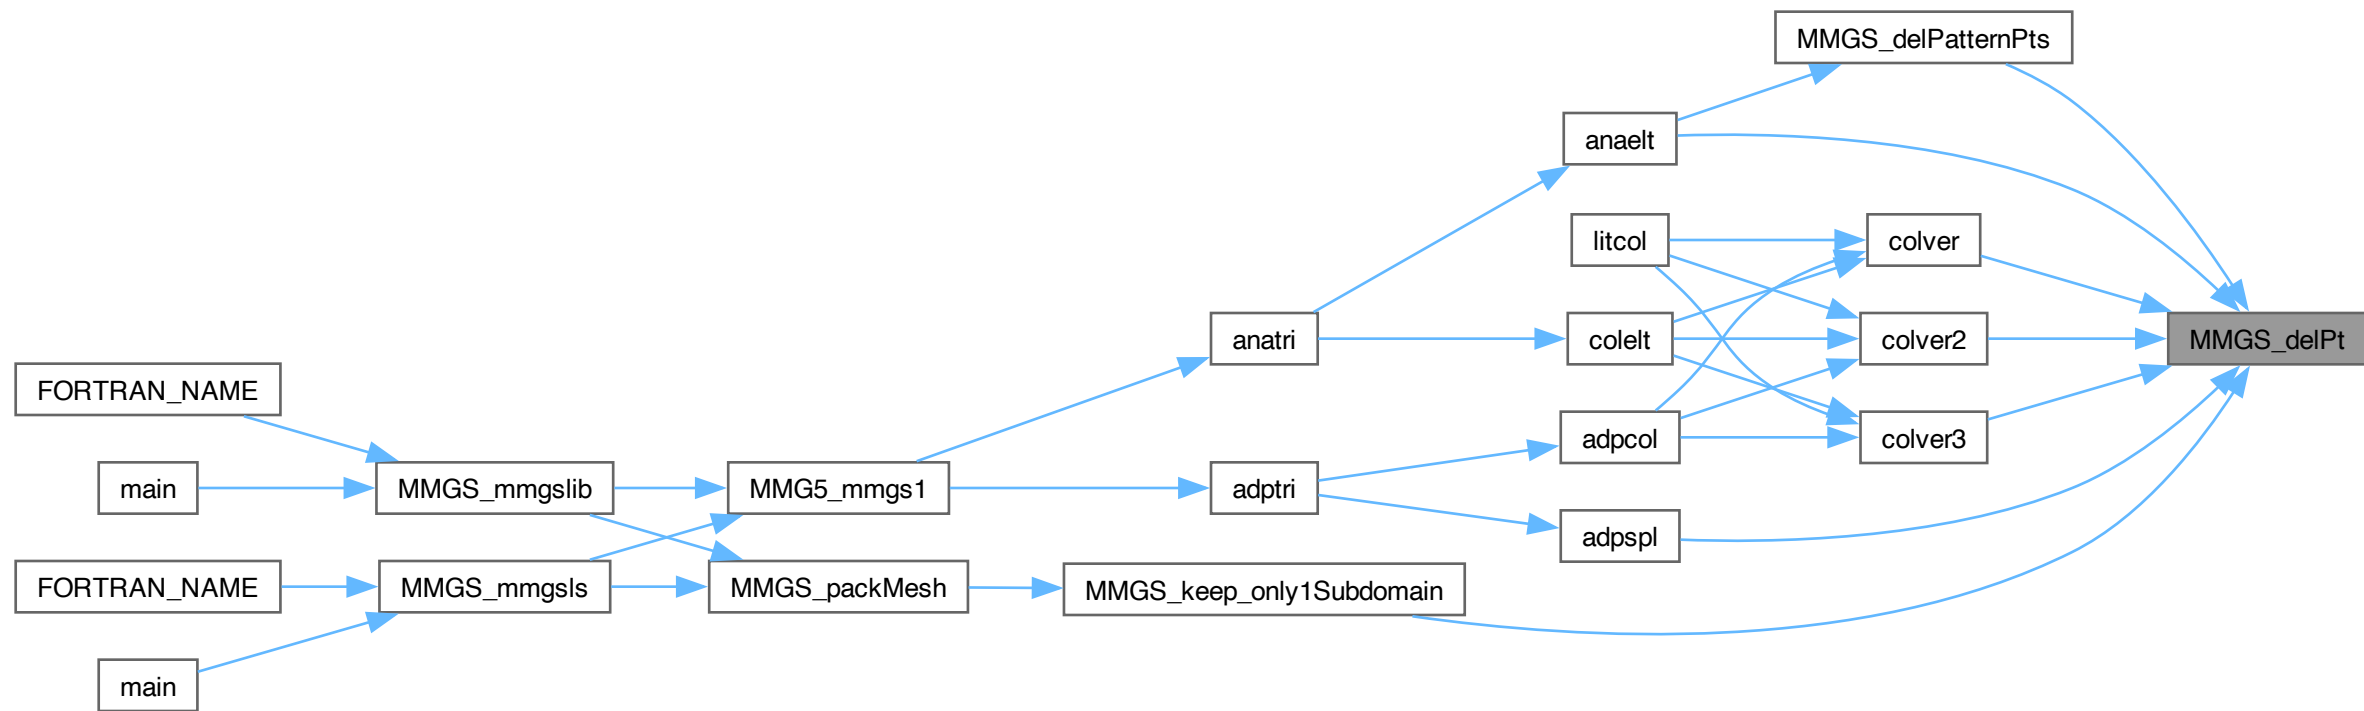 MMGS_delPatternPts
anaelt
litcol
colver
anatri
colelt
colver2
MMGS_delPt
FORTRAN_NAME
adpcol
colver3
main
MMGS_mmgslib
MMG5_mmgs1
adptri
adpspl
FORTRAN_NAME
MMGS_mmgsls
MMGS_packMesh
MMGS_keep_only1Subdomain
main